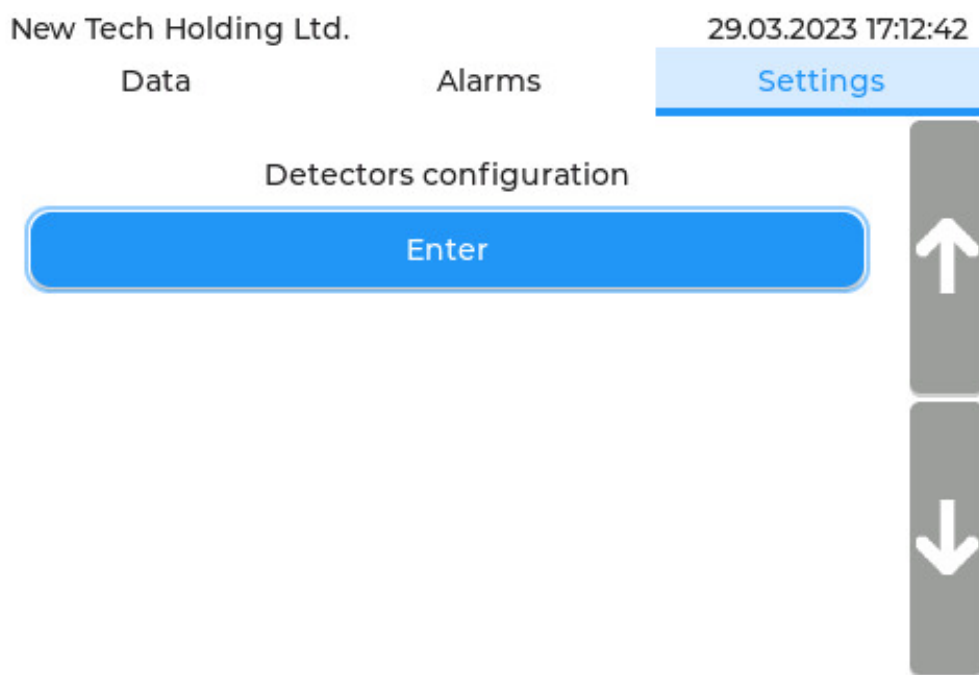 New Tech Holding Ltd. 29.03.2023 17:12:42
Data Alarms Settings
Detectors configuration
Enter